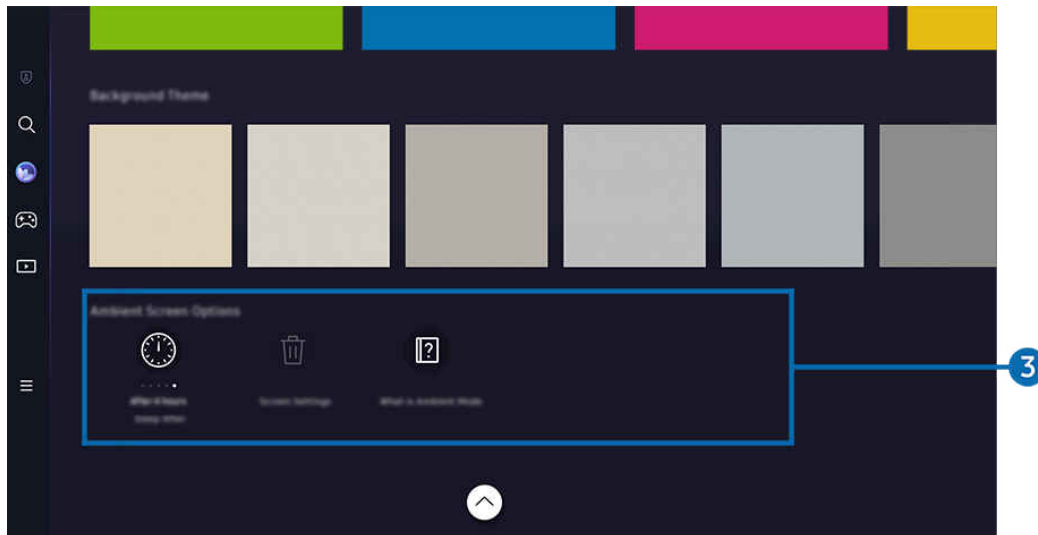 Background Theme
Ambient Screen Options
After 4 hours
Screen Settings
What is Ambient Mode
Sleep After
3